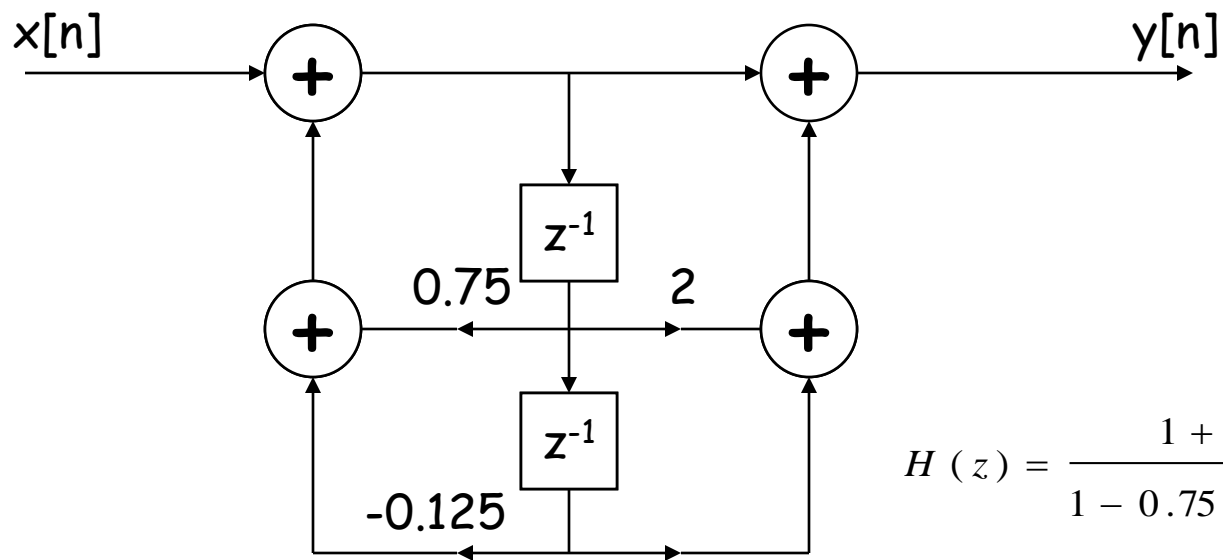 x[n] y[n]
+ +
z⁻¹
0.75 2
+ +
z⁻¹
-0.125
1 +
H ( z ) =
1 − 0.75